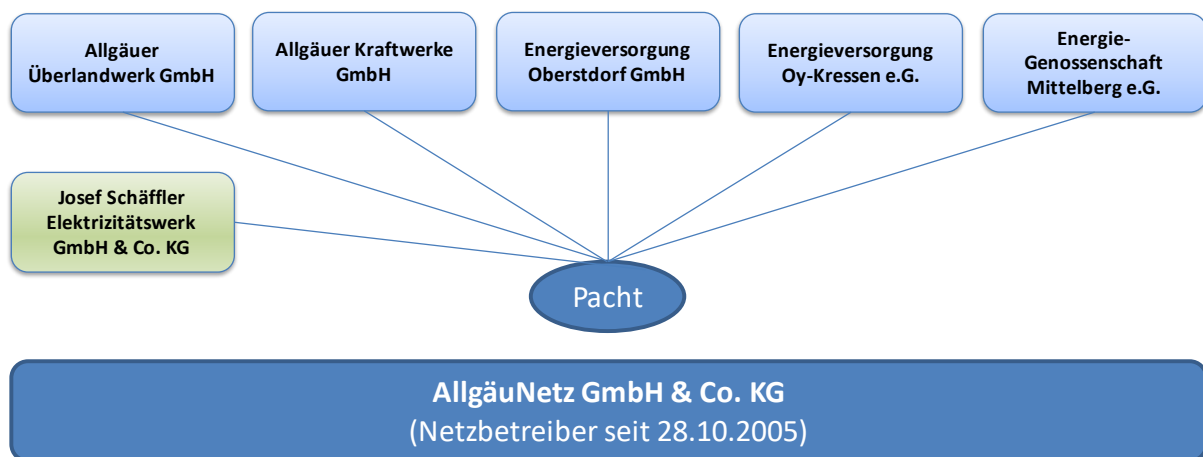 Allgäuer
Überlandwerk GmbH
Allgäuer Kraftwerke
GmbH
Energieversorgung
Oberstdorf GmbH
Energieversorgung
Oy-Kressen e.G.
Energie-
Genossenschaft
Mittelberg e.G.
Josef Schäffler
Elektrizitätswerk
GmbH & Co. KG
Pacht
AllgäuNetz GmbH & Co. KG
(Netzbetreiber seit 28.10.2005)